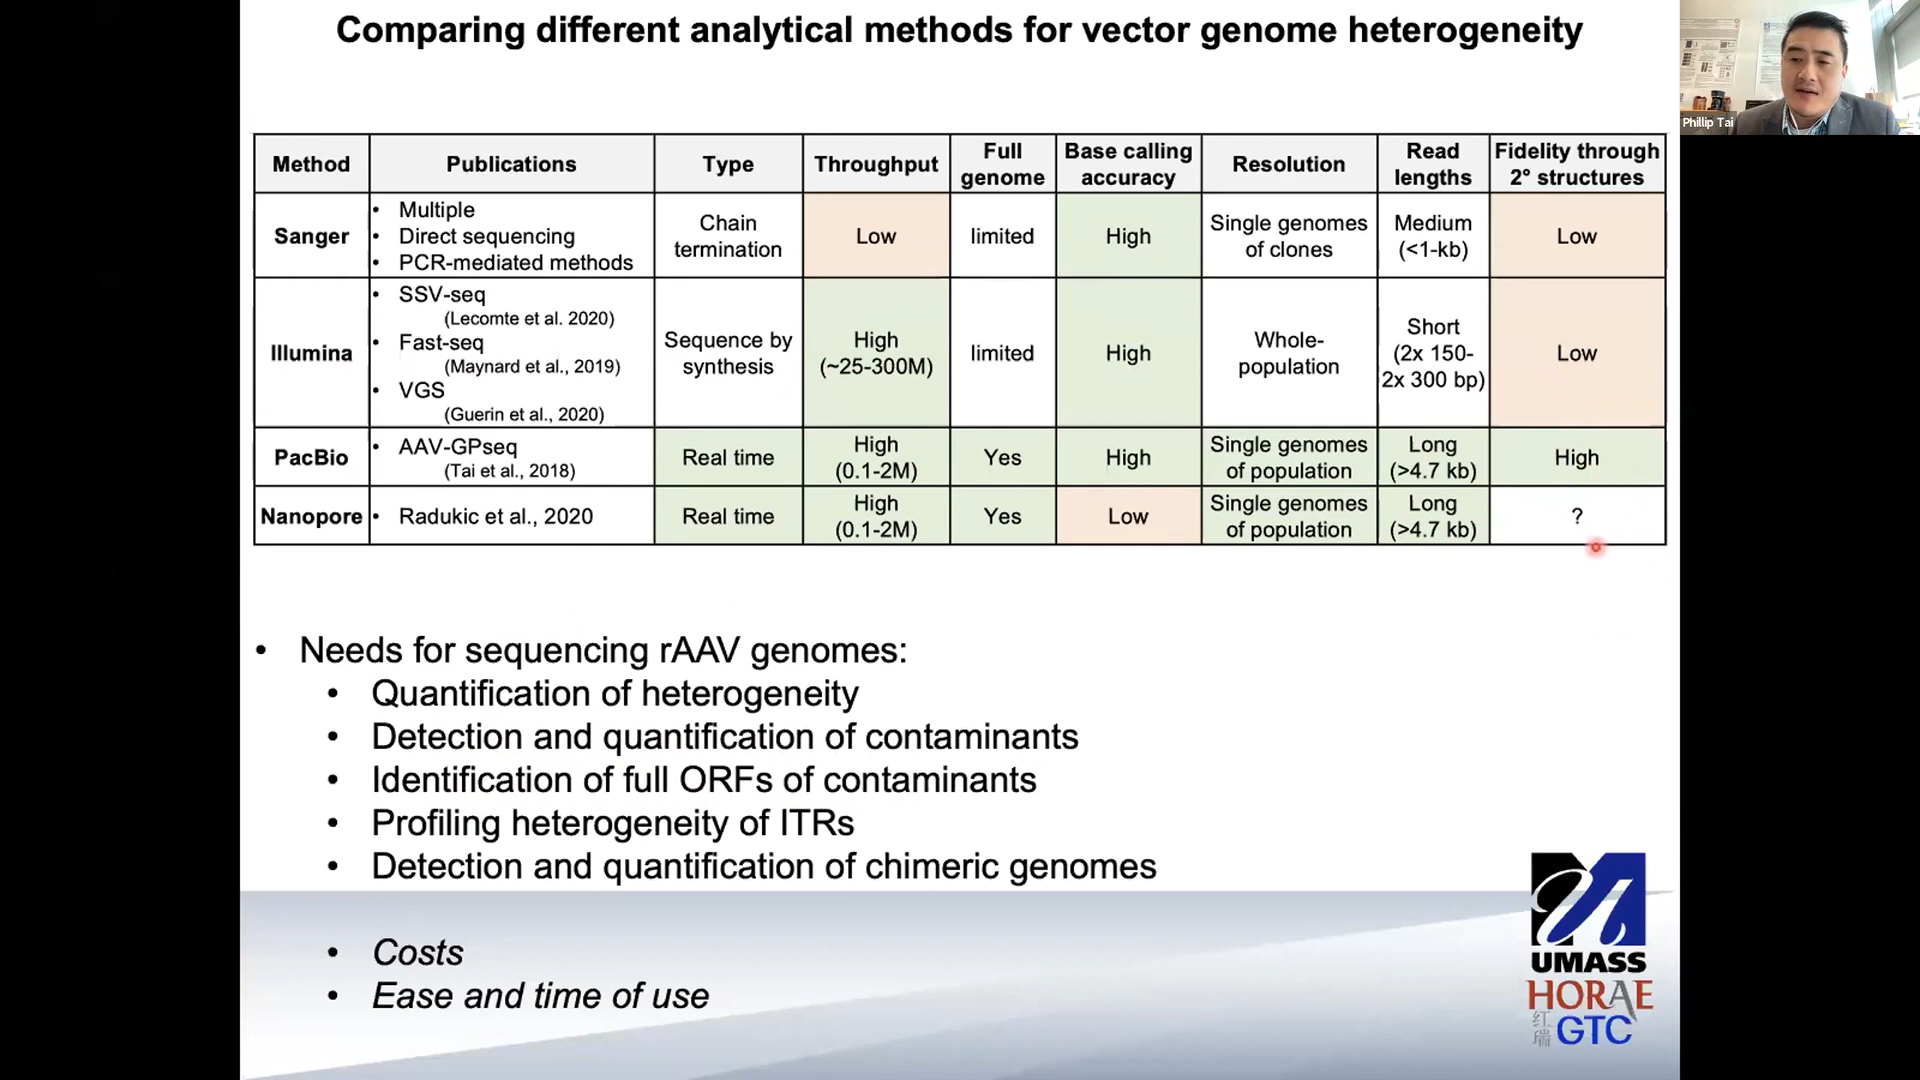 Comparing different analytical methods for vector genome heterogeneity
Phillip Tai
Method Publications Type Throughput Full genome Base calling accuracy Resolution Read lengths Fidelity through 2° structures
Sanger
• Multiple
• Direct sequencing
• PCR-mediated methods
Chain termination
Low
limited
High
Single genomes of clones
Medium (<1-kb)
Low
Illumina
• SSV-seq
(Lecomte et al. 2020)
• Fast-seq
(Maynard et al., 2019)
• VGS
(Guerin et al., 2020)
Sequence by synthesis
High (~25-300M)
limited
High
Whole-population
Short (2x 150-2x 300 bp)
Low
PacBio
• AAV-GPseq
(Tai et al., 2018)
Real time
High (0.1-2M)
Yes
High
Single genomes of population
Long (>4.7 kb)
High
Nanopore
• Radukic et al., 2020
Real time
High (0.1-2M)
Yes
Low
Single genomes of population
Long (>4.7 kb)
?
• Needs for sequencing rAAV genomes:
• Quantification of heterogeneity
• Detection and quantification of contaminants
• Identification of full ORFs of contaminants
• Profiling heterogeneity of ITRs
• Detection and quantification of chimeric genomes
• Costs
• Ease and time of use
UMASS
HORAE
红瑞 GTC